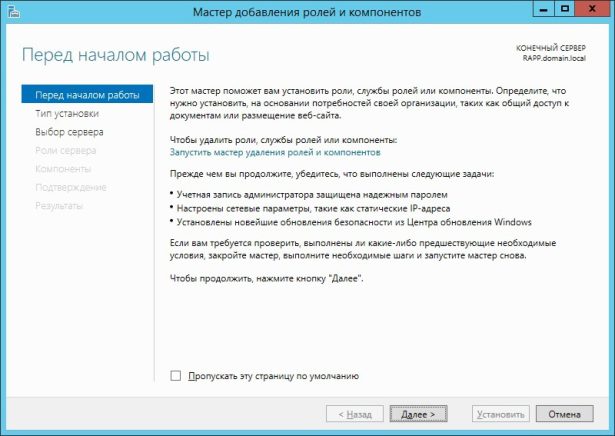 Мастер добавления ролей и компонентов
Перед началом работы
КОНЕЧНЫЙ СЕРВЕР
RAPP.domain.local
Перед началом работы
Тип установки
Выбор сервера
Роли сервера
Компоненты
Подтверждение
Результаты
Этот мастер поможет вам установить роли, службы ролей или компоненты. Определите, что
нужно установить, на основании потребностей своей организации, таких как общий доступ к
документам или размещение веб-сайта.
Чтобы удалить роли, службы ролей или компоненты:
Запустить мастер удаления ролей и компонентов
Прежде чем вы продолжите, убедитесь, что выполнены следующие задачи:
• Учетная запись администратора защищена надежным паролем
• Настроены сетевые параметры, такие как статические IP-адреса
• Установлены новейшие обновления безопасности из Центра обновления Windows
Если вам требуется проверить, выполнены ли какие-либо предшествующие необходимые
условия, закройте мастер, выполните необходимые шаги и запустите мастер снова.
Чтобы продолжить, нажмите кнопку "Далее".
Пропускать эту страницу по умолчанию
< Назад
Далее >
Установить
Отмена